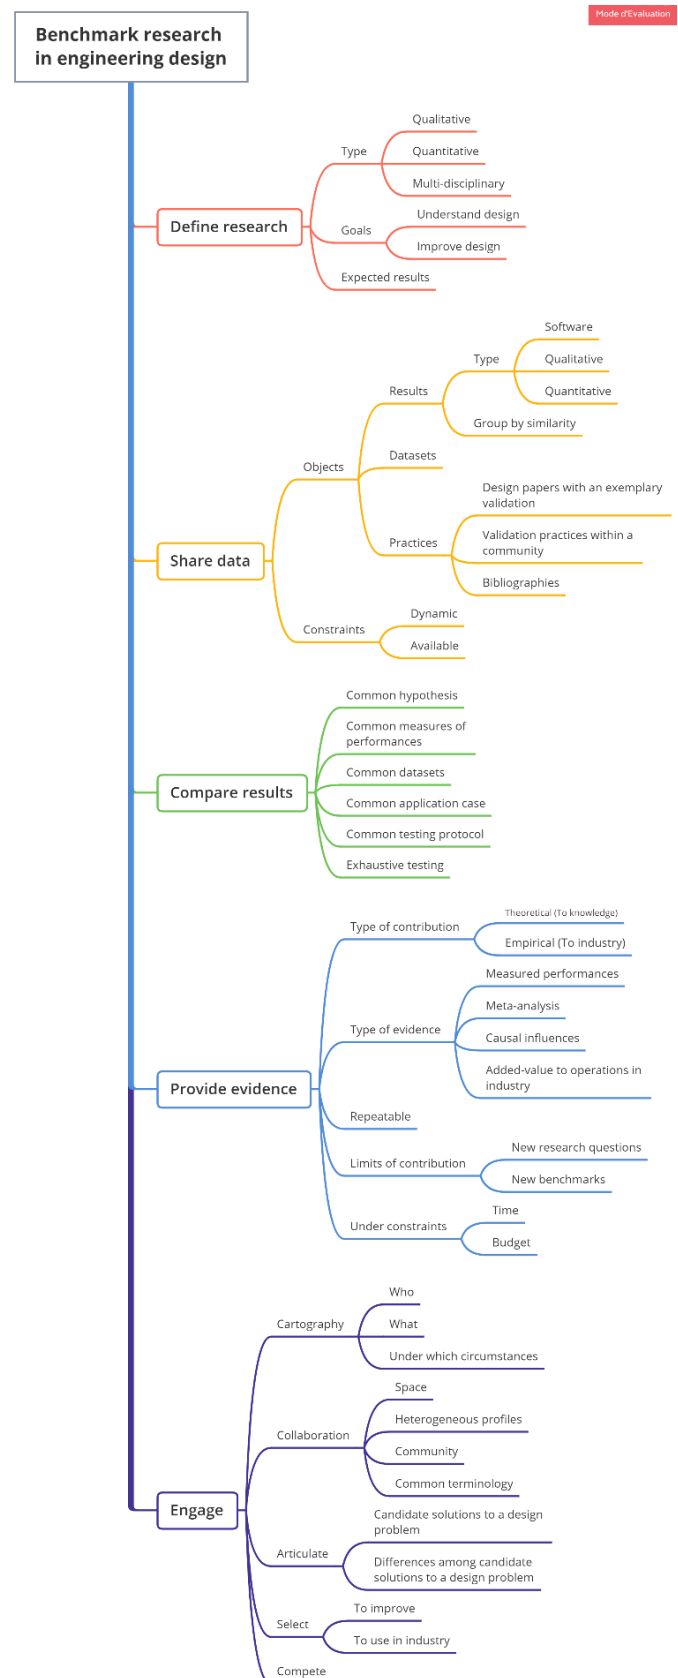 Mode d'Evaluation
Benchmark research
in engineering design
Define research
Type
Qualitative
Quantitative
Multi-disciplinary
Goals
Understand design
Improve design
Expected results
Share data
Objects
Results
Type
Software
Qualitative
Quantitative
Group by similarity
Datasets
Practices
Design papers with an exemplary
validation
Validation practices within a
community
Bibliographies
Constraints
Dynamic
Available
Compare results
Common hypothesis
Common measures of
performances
Common datasets
Common application case
Common testing protocol
Exhaustive testing
Provide evidence
Type of contribution
Theoretical (To knowledge)
Empirical (To industry)
Type of evidence
Measured performances
Meta-analysis
Causal influences
Added-value to operations in
industry
Repeatable
Limits of contribution
New research questions
New benchmarks
Under constraints
Time
Budget
Engage
Cartography
Who
What
Under which circumstances
Collaboration
Space
Heterogeneous profiles
Community
Common terminology
Articulate
Candidate solutions to a design
problem
Differences among candidate
solutions to a design problem
Select
To improve
To use in industry
Compete